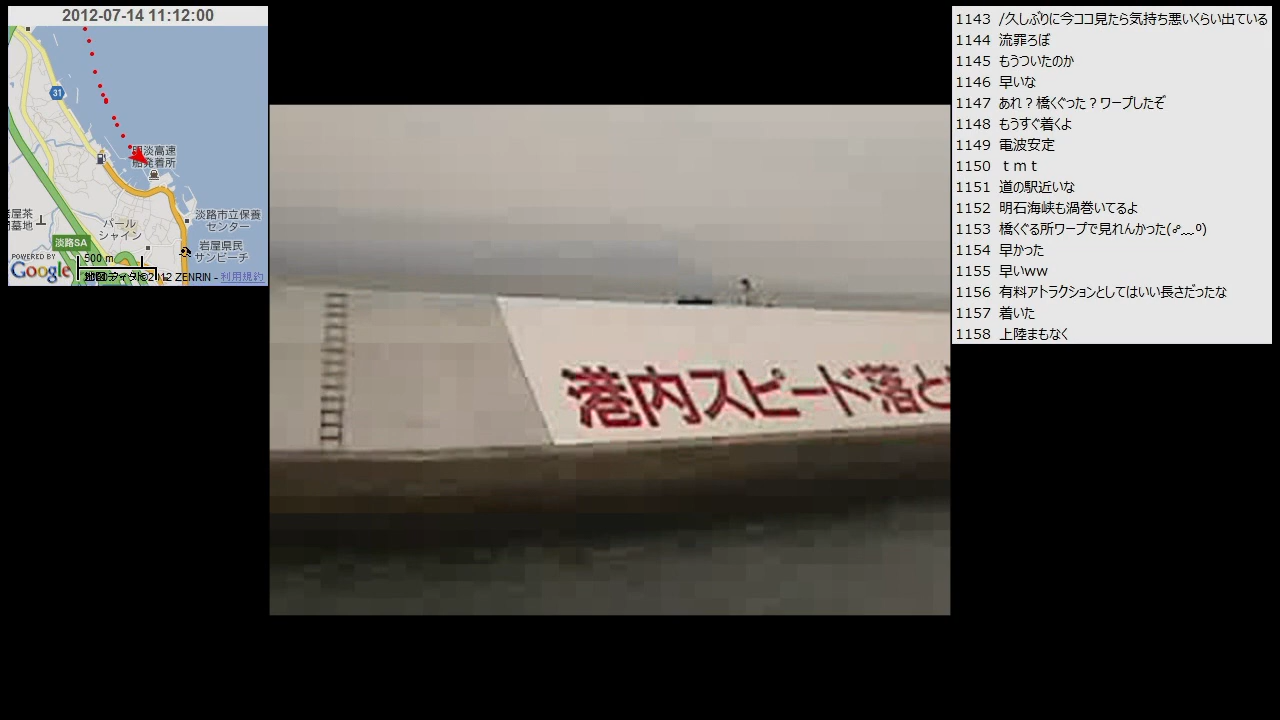 2012-07-14 11:12:00
31
明淡高速
船発着所
淡路市立保養
センター
パール
シャイン
淡路SA
岩屋県民
サンビーチ
500 m
POWERED BY
Google
ZENRIN - 利用規約
港内スピード落と
1143 /久しぶりに今ココ見たら気持ち悪いくらい出ている
1144 流罪ろぼ
1145 もうついたのか
1146 早いな
1147 あれ？橋くぐった？ワープしたぞ
1148 もうすぐ着くよ
1149 電波安定
1150 ｔｍｔ
1151 道の駅近いな
1152 明石海峡も渦巻いてるよ
1153 橋くぐる所ワープで見れんかった(༎ຶ﹏༎ຶ)
1154 早かった
1155 早いww
1156 有料アトラクションとしてはいい長さだったな
1157 着いた
1158 上陸まもなく